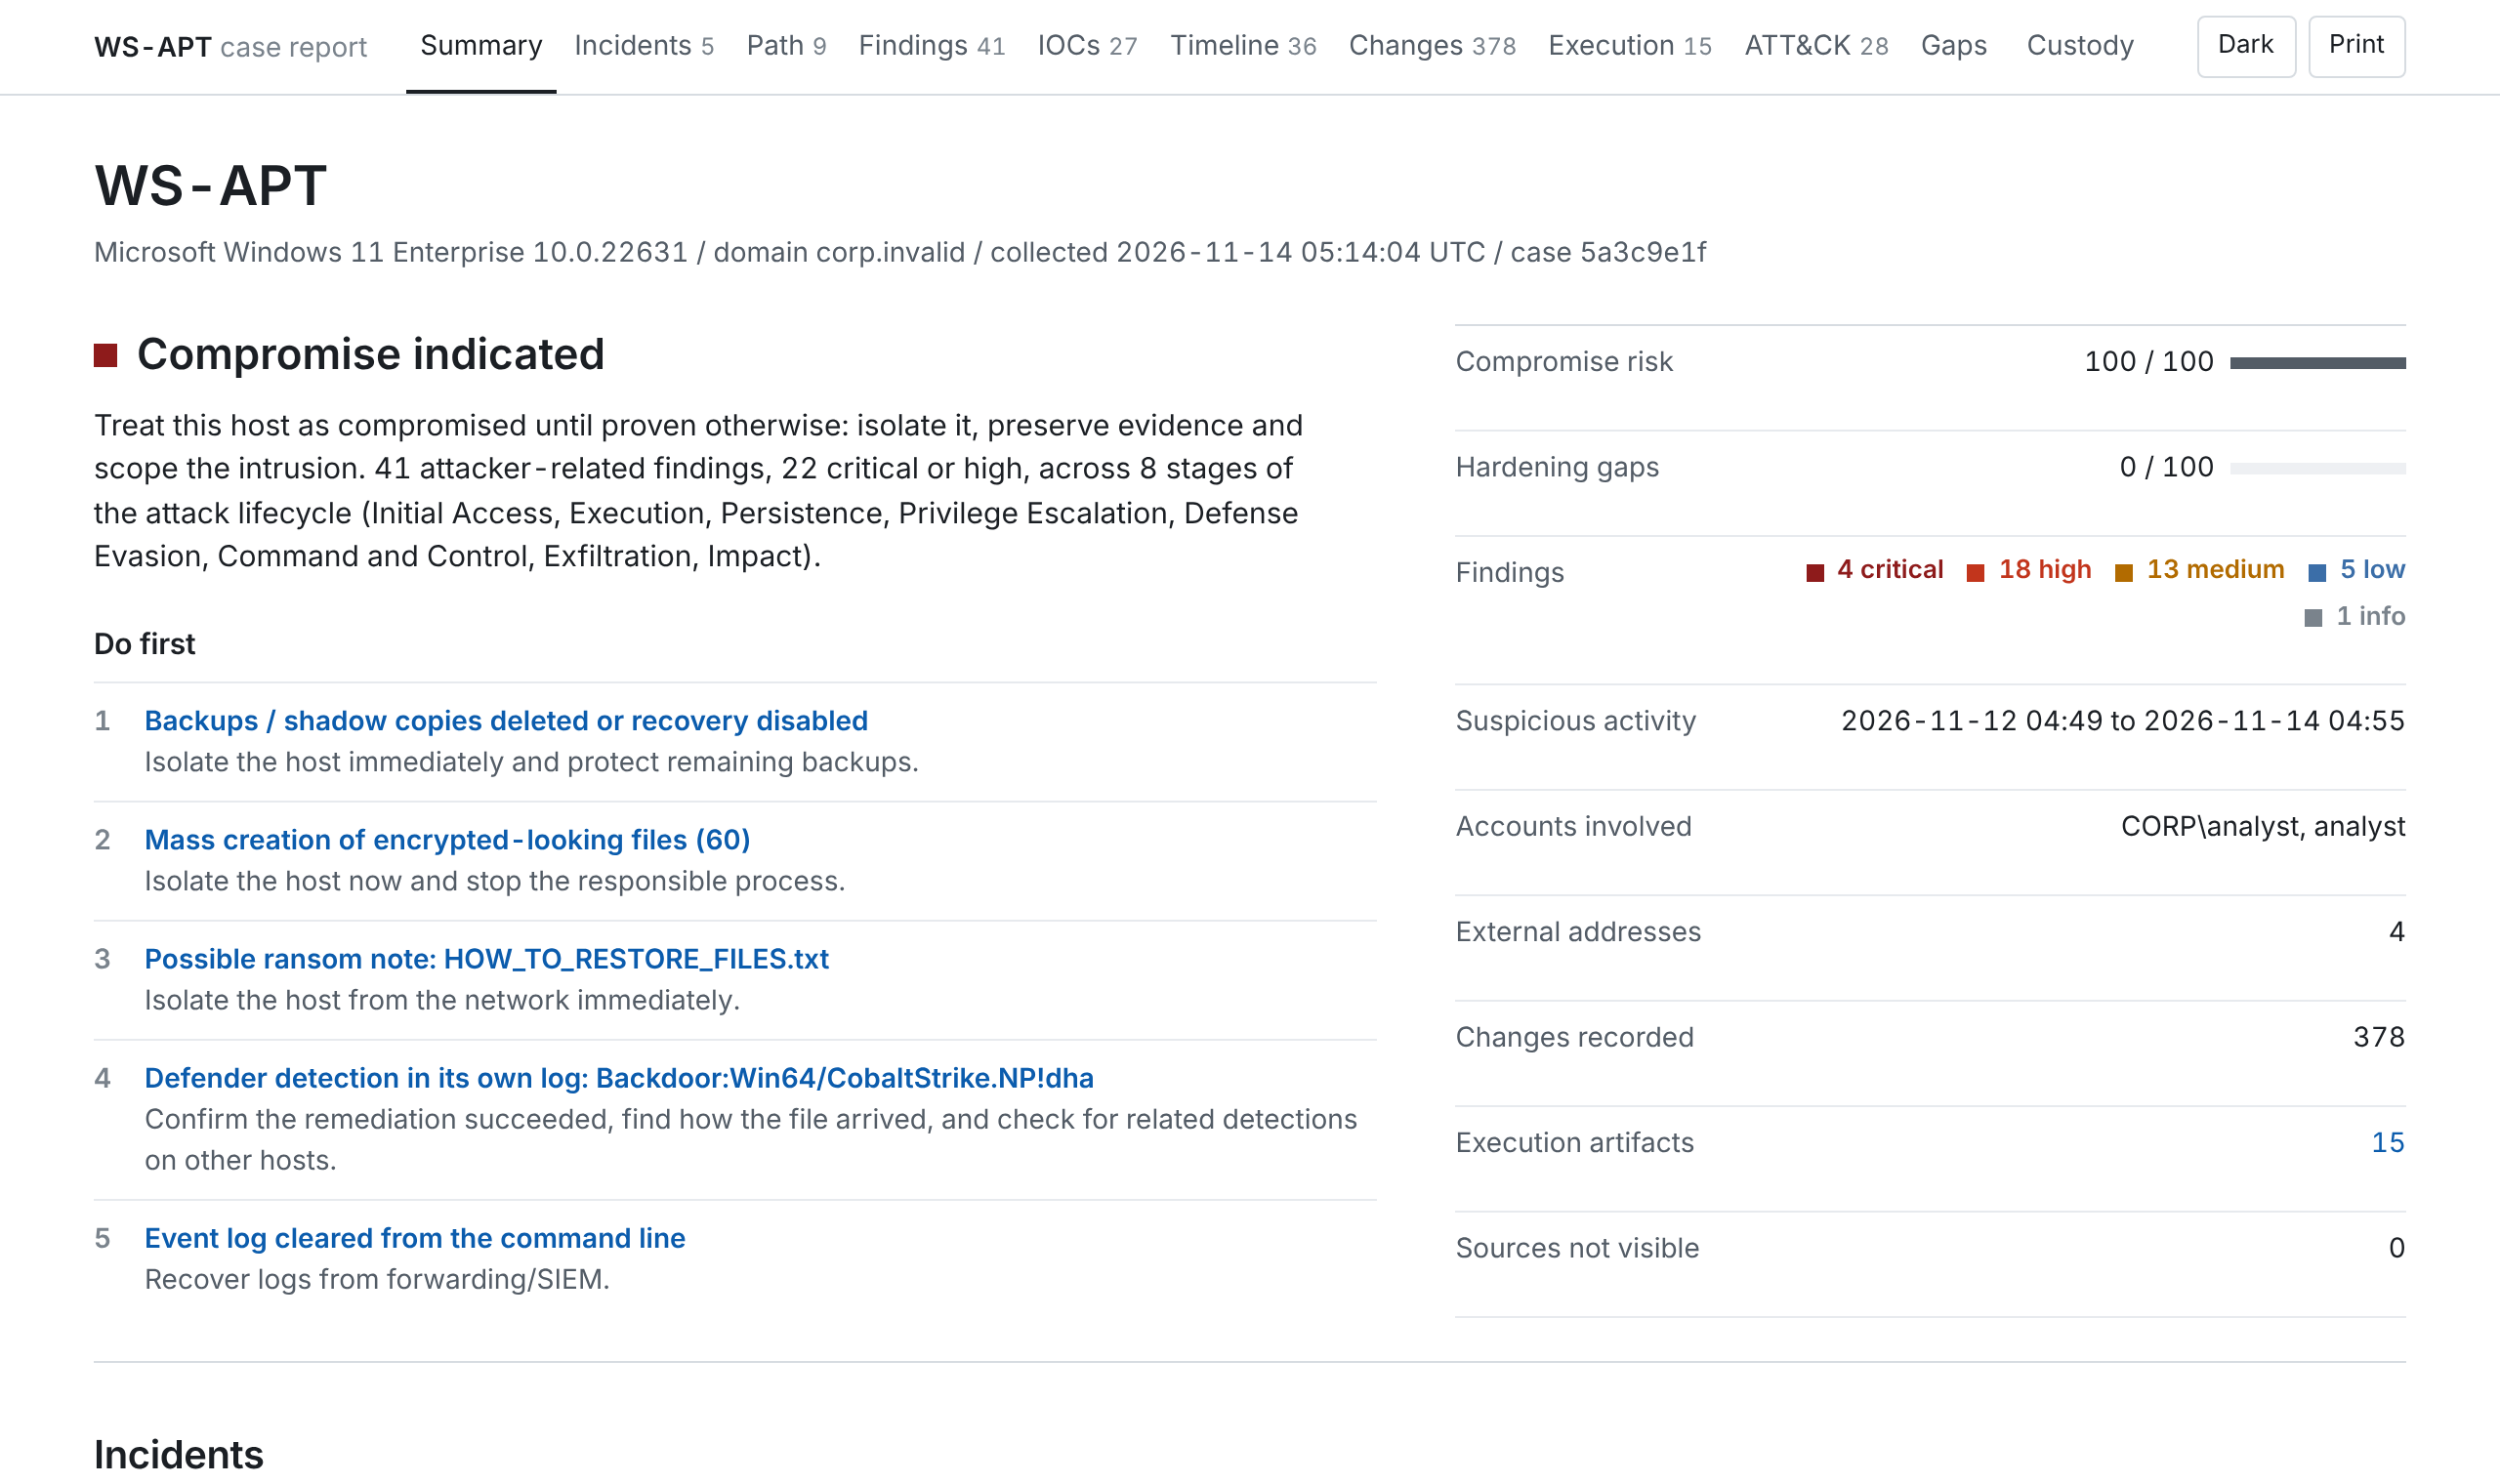 WS-APT case report Summary Incidents 5 Path 9 Findings 41 IOCs 27 Timeline 36 Changes 378 Execution 15 ATT&CK 28 Gaps Custody Dark Print
WS-APT
Microsoft Windows 11 Enterprise 10.0.22631 / domain corp.invalid / collected 2026-11-14 05:14:04 UTC / case 5a3c9e1f
Compromise indicated
Treat this host as compromised until proven otherwise: isolate it, preserve evidence and
scope the intrusion. 41 attacker-related findings, 22 critical or high, across 8 stages of
the attack lifecycle (Initial Access, Execution, Persistence, Privilege Escalation, Defense
Evasion, Command and Control, Exfiltration, Impact).
Do first
1 Backups / shadow copies deleted or recovery disabled
Isolate the host immediately and protect remaining backups.
2 Mass creation of encrypted-looking files (60)
Isolate the host now and stop the responsible process.
3 Possible ransom note: HOW_TO_RESTORE_FILES.txt
Isolate the host from the network immediately.
4 Defender detection in its own log: Backdoor:Win64/CobaltStrike.NP!dha
Confirm the remediation succeeded, find how the file arrived, and check for related detections
on other hosts.
5 Event log cleared from the command line
Recover logs from forwarding/SIEM.
Compromise risk 100 / 100
Hardening gaps 0 / 100
Findings 4 critical 18 high 13 medium 5 low
1 info
Suspicious activity 2026-11-12 04:49 to 2026-11-14 04:55
Accounts involved CORP\analyst, analyst
External addresses 4
Changes recorded 378
Execution artifacts 15
Sources not visible 0
Incidents